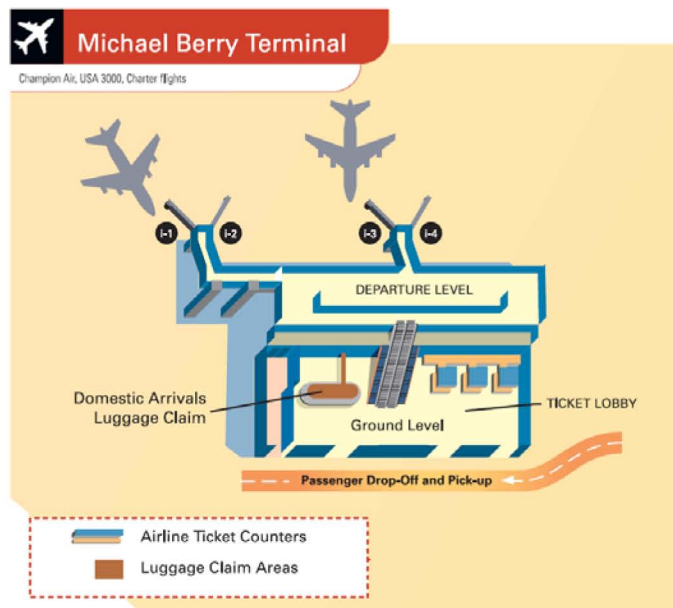 Michael Berry Terminal
Champion Air, USA 3000, Charter flights
i-1
i-2
i-3
i-4
DEPARTURE LEVEL
Domestic Arrivals
Luggage Claim
TICKET LOBBY
Ground Level
Passenger Drop-Off and Pick-up
Airline Ticket Counters
Luggage Claim Areas